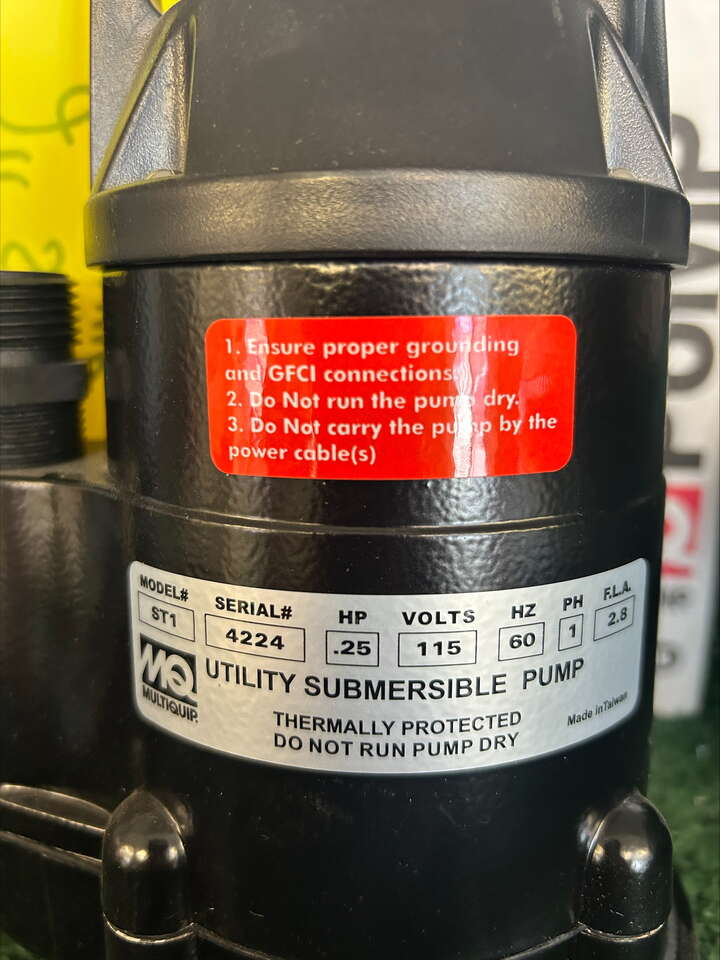 1. Ensure proper grounding
and GFCI connections.
2. Do Not run the pump dry.
3. Do Not carry the pump by the
power cable(s)
MODEL# SERIAL# HP VOLTS HZ PH F.L.A.
ST1 4224 .25 115 60 1 2.8
MQ
MULTIQUIP
UTILITY SUBMERSIBLE PUMP
THERMALLY PROTECTED
DO NOT RUN PUMP DRY
Made in Taiwan